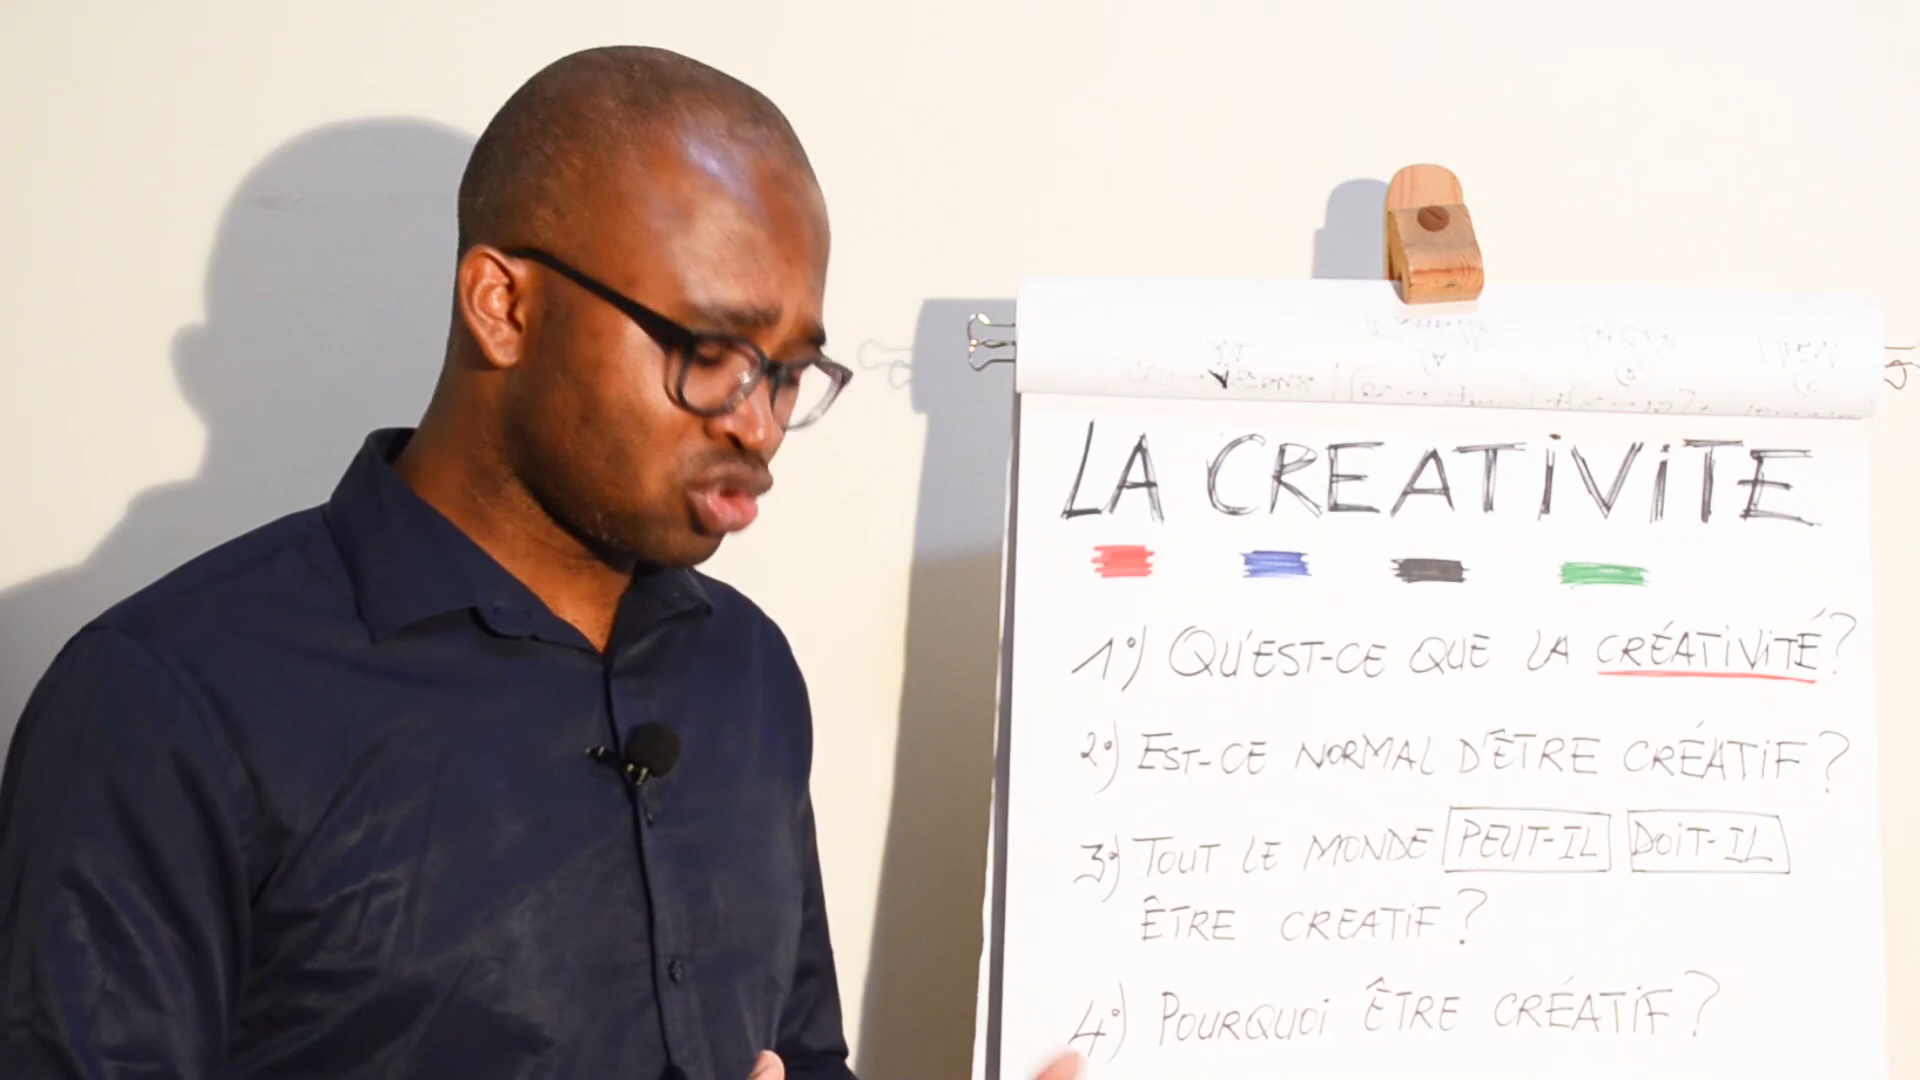 LA CREATIVITE
1°) QU'EST-CE QUE LA CRÉATIVITÉ?
2°) EST-CE NORMAL D'ÊTRE CRÉATIF?
3°) TOUT LE MONDE PEUT-IL DOIT-IL
ÊTRE CREATIF?
4°) POURQUOI ÊTRE CRÉATIF?